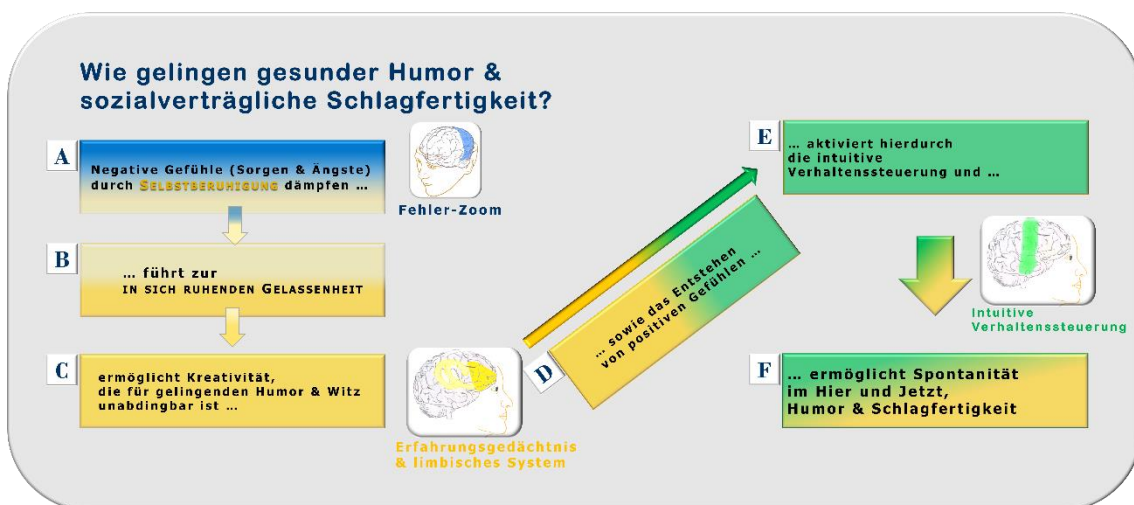 Wie gelingen gesunder Humor &
sozialverträgliche Schlagfertigkeit?
A
Negative Gefühle (Sorgen & Ängste)
durch SELBSTBERUHIGUNG dämpfen ...
Fehler-Zoom
B
... führt zur
IN SICH RUHENDEN GELASSENHEIT
C
ermöglicht Kreativität,
die für gelingenden Humor & Witz
unabdingbar ist ...
Erfahrungsgedächtnis
& limbisches System
D
... sowie das Entstehen
von positiven Gefühlen ...
E
... aktiviert hierdurch
die intuitive
Verhaltenssteuerung und ...
Intuitive
Verhaltenssteuerung
F
... ermöglicht Spontanität
im Hier und Jetzt,
Humor & Schlagfertigkeit